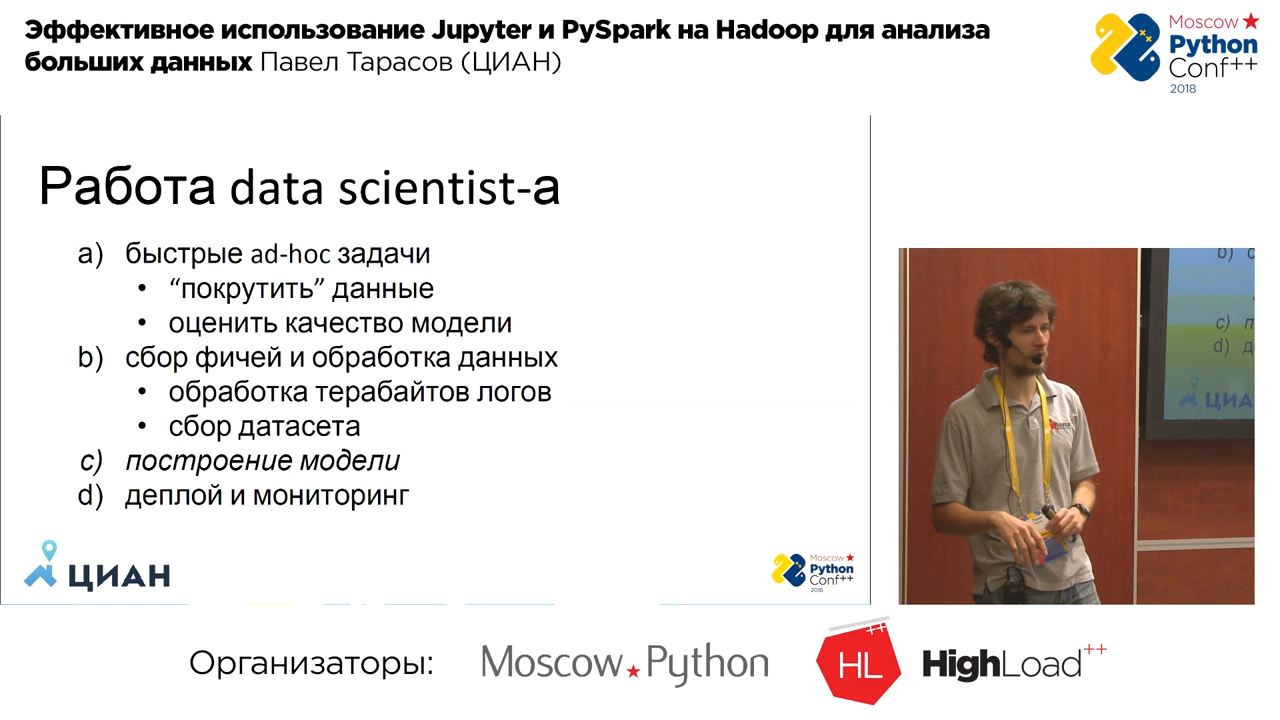 Эффективное использование Jupyter и PySpark на Hadoop для анализа
больших данных Павел Тарасов (ЦИАН)
Moscow
Python
Conf++
2018
Работа data scientist-а
a) быстрые ad-hoc задачи
• “покрутить” данные
• оценить качество модели
b) сбор фичей и обработка данных
• обработка терабайтов логов
• сбор датасета
c) построение модели
d) деплой и мониторинг
ЦИАН
Moscow
Python
Conf++
2018
b)
c) п
d) д
ЦИАН
Организаторы:
Moscow Python
HL++
HighLoad++